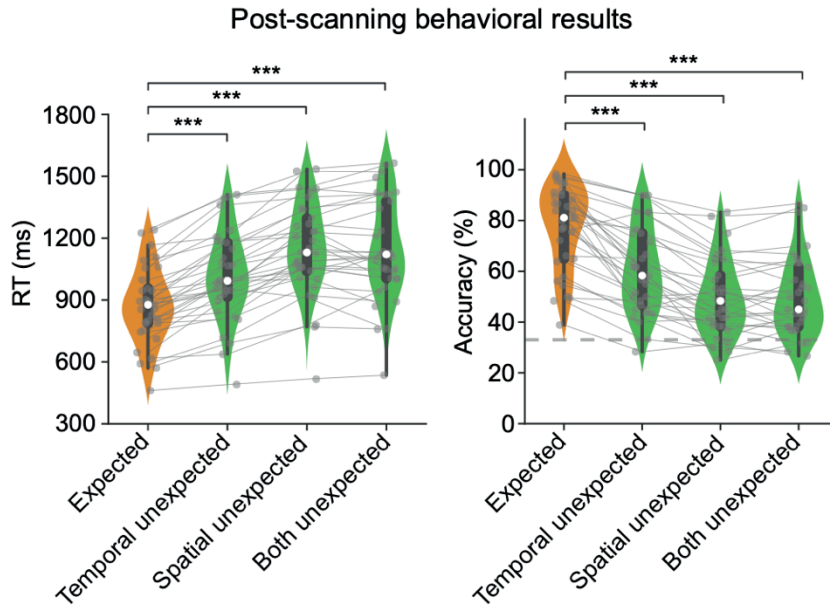 Post-scanning behavioral results
***
***
***
1800
1500
1200
900
600
300
RT (ms)
Expected
Temporal unexpected
Spatial unexpected
Both unexpected
***
***
***
100
80
60
40
20
0
Accuracy (%)
Expected
Temporal unexpected
Spatial unexpected
Both unexpected